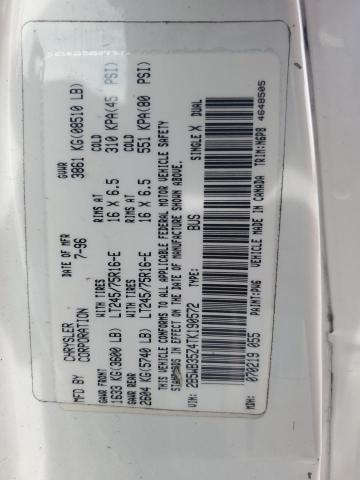 CHRYSLER CORPORATION DATE OF MFR 7-96 GVWR 3861 KG(08510 LB)
GAWR FRONT WITH TIRES RIMS AT COLD
1633 KG(3600 LB) LT245/75R16-E 16 X 6.5 310 KPA(45 PSI)
GAWR REAR WITH TIRES RIMS AT COLD
2604 KG(5740 LB) LT245/75R16-E 16 X 6.5 551 KPA(80 PSI)
THIS VEHICLE CONFORMS TO ALL APPLICABLE FEDERAL MOTOR VEHICLE SAFETY
STANDARDS IN EFFECT ON THE DATE OF MANUFACTURE SHOWN ABOVE.
VIN: 2B5WB35Z4TK190572 TYPE: BUS SINGLE X DUAL
MDH: 070219 055 PAINT:PW6 VEHICLE MADE IN CANADA TRIM:N6P8 4648505